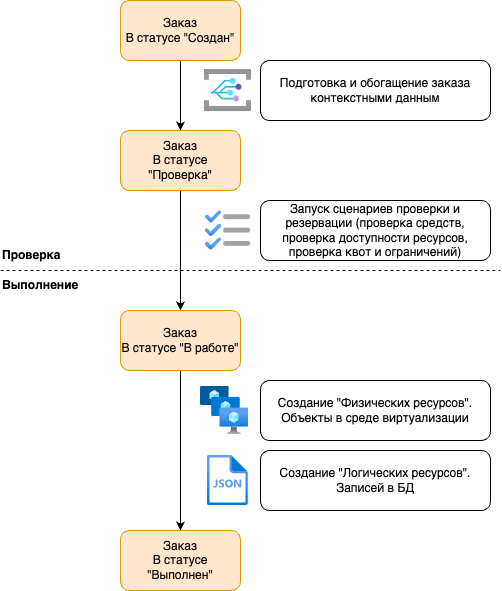 Заказ
В статусе "Создан"
Подготовка и обогащение заказа
контекстными данным
Заказ
В статусе
"Проверка"
Запуск сценариев проверки и
резервации (проверка средств,
проверка доступности ресурсов,
проверка квот и ограничений)
Проверка
Выполнение
Заказ
В статусе "В работе"
Создание "Физических ресурсов".
Объекты в среде виртуализации
JSON
Создание "Логических ресурсов".
Записей в БД
Заказ
В статусе
"Выполнен"